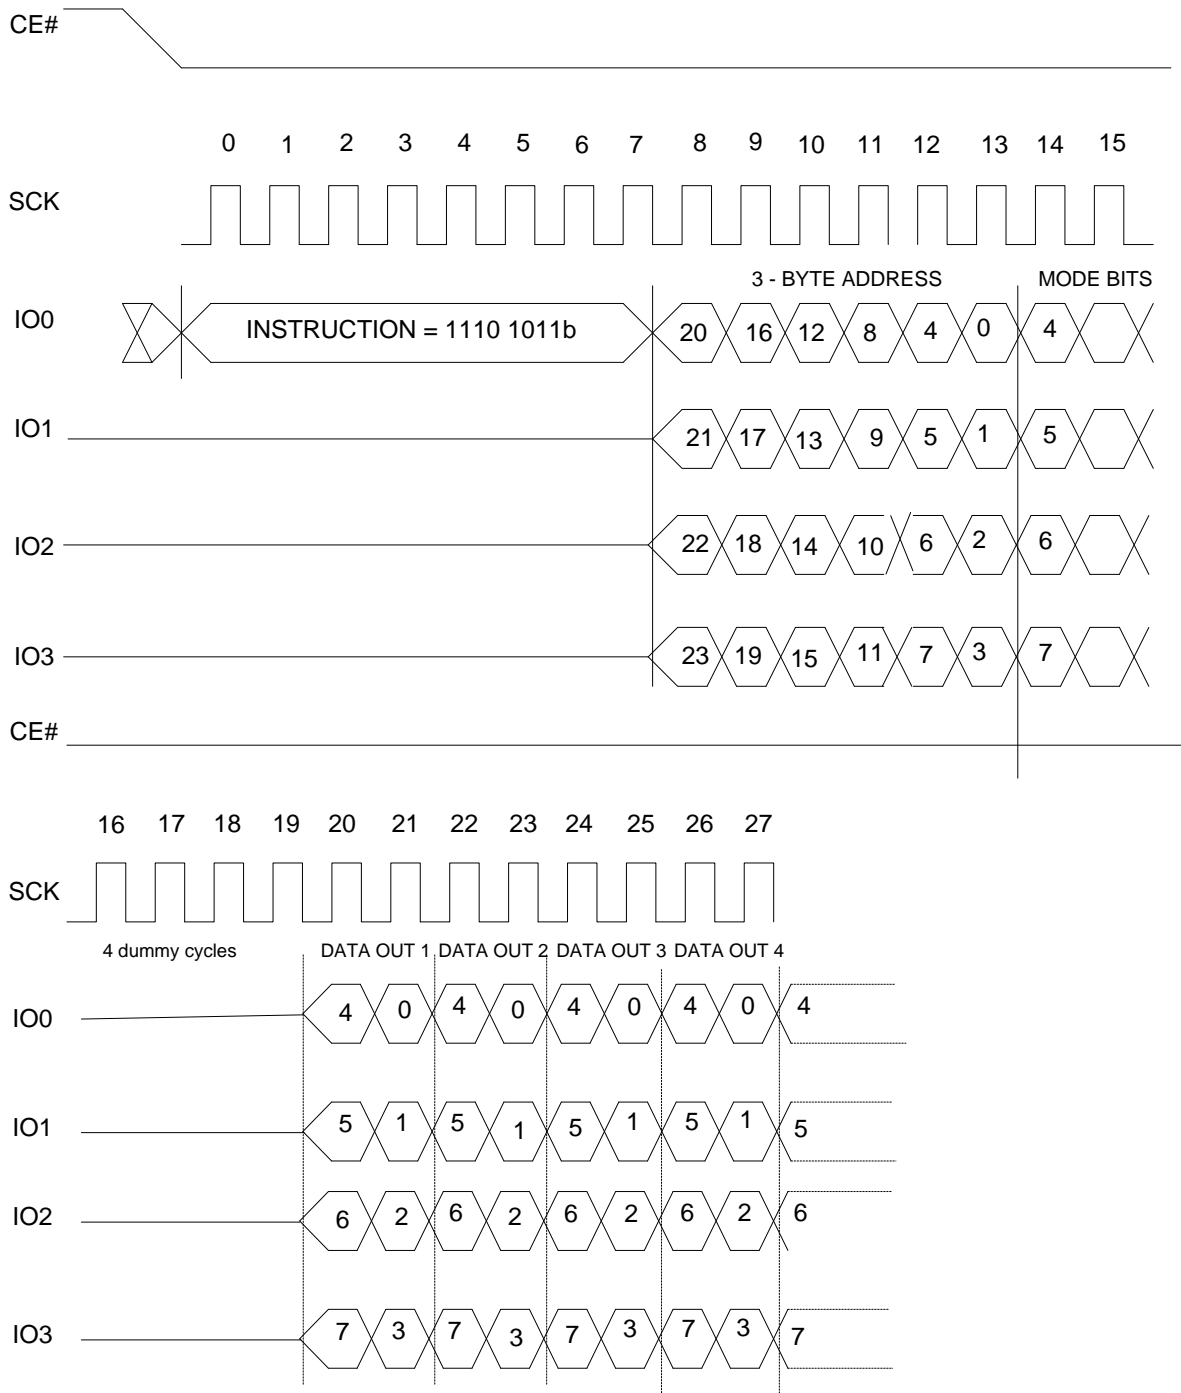 CE#
0 1 2 3 4 5 6 7 8 9 10 11 12 13 14 15
SCK
3 - BYTE ADDRESS MODE BITS
IO0 INSTRUCTION = 1110 1011b 20 16 12 8 4 0 4
IO1 21 17 13 9 5 1 5
IO2 22 18 14 10 6 2 6
IO3 23 19 15 11 7 3 7
CE#
16 17 18 19 20 21 22 23 24 25 26 27
SCK
4 dummy cycles DATA OUT 1 DATA OUT 2 DATA OUT 3 DATA OUT 4
IO0 4 0 4 0 4 0 4 0 4
IO1 5 1 5 1 5 1 5 1 5
IO2 6 2 6 2 6 2 6 2 6
IO3 7 3 7 3 7 3 7 3 7